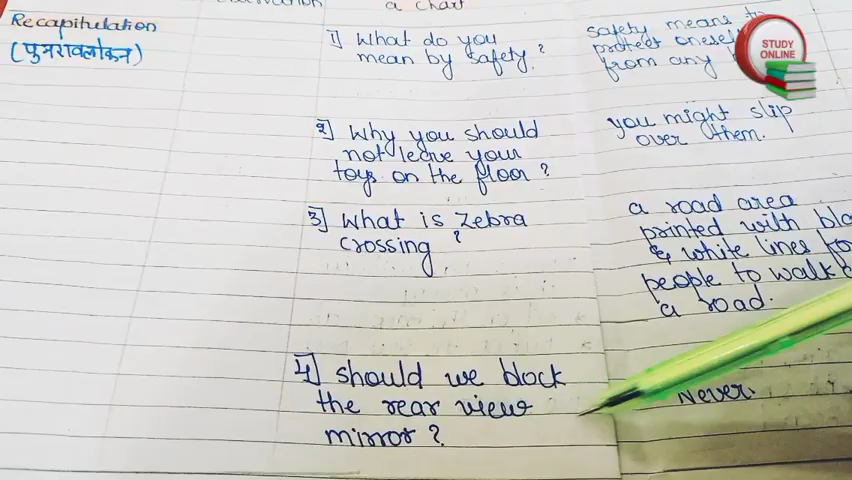 a chart
Recapitulation
(पुनरावलोकन)
1] What do you
mean by safety?
safety means to
protect oneself
from any
STUDY
ONLINE
2] Why you should
not leave your
toys on the floor?
you might slip
over them.
3] What is Zebra
crossing?
a road area
printed with
& white lines
people to walk
a road.
4] should we block
the rear view
mirror?
Never.